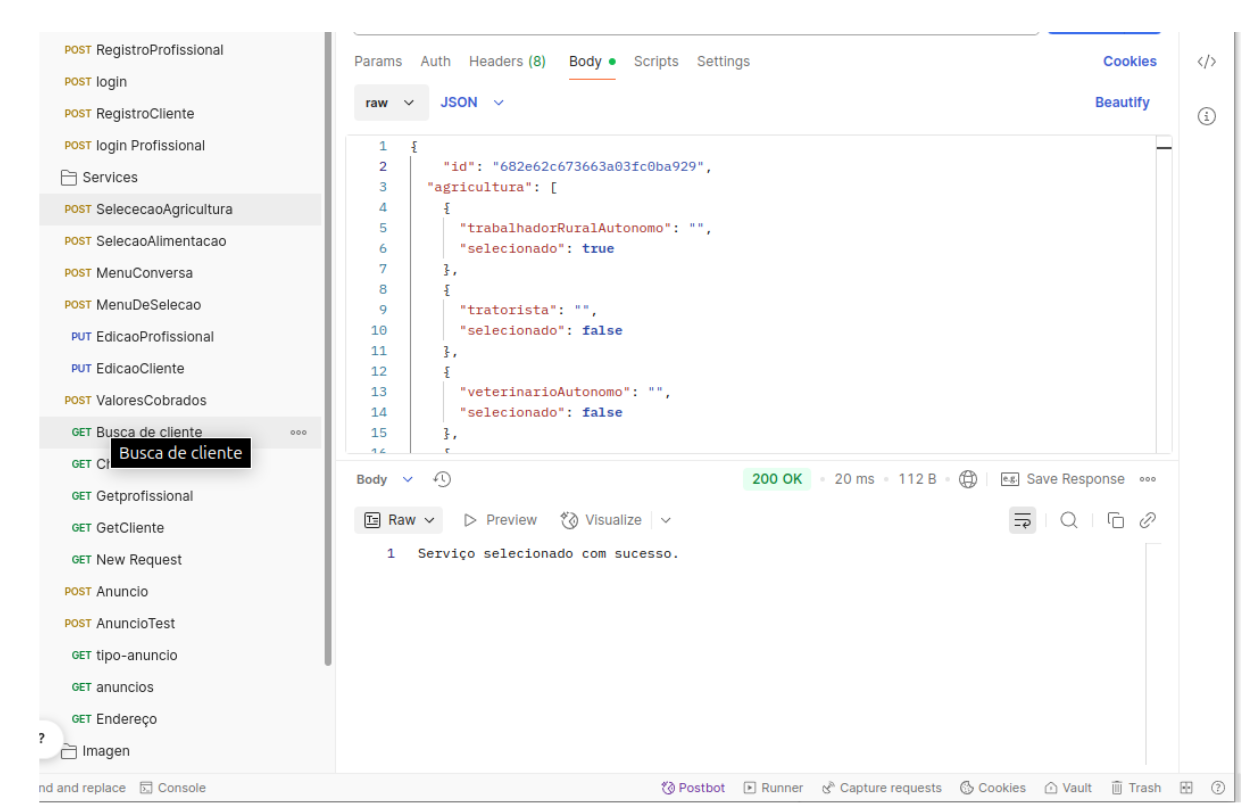 POST RegistroProfissional
POST login
POST RegistroCliente
POST login Profissional
Services
POST SelececaoAgricultura
POST SelecaoAlimentacao
POST MenuConversa
POST MenuDeSelecao
PUT EdicaoProfissional
PUT EdicaoCliente
POST ValoresCobrados
GET Busca de cliente
Busca de cliente
GET
GET Getprofissional
GET GetCliente
GET New Request
POST Anuncio
POST AnuncioTest
GET tipo-anuncio
GET anuncios
GET Endereço
?
Imagen
Params Auth Headers (8) Body Scripts Settings Cookies </>
raw JSON Beautify
1 {
2 "id": "682e62c673663a03fc0ba929",
3 "agricultura": [
4 {
5 "trabalhadorRuralAutonomo": "",
6 "selecionado": true
7 },
8 {
9 "tratorista": "",
10 "selecionado": false
11 },
12 {
13 "veterinarioAutonomo": "",
14 "selecionado": false
15 },
16 {
Body 200 OK 20 ms 112 B e.g. Save Response
Raw Preview Visualize
1 Serviço selecionado com sucesso.
nd and replace Console Postbot Runner Capture requests Cookies Vault Trash